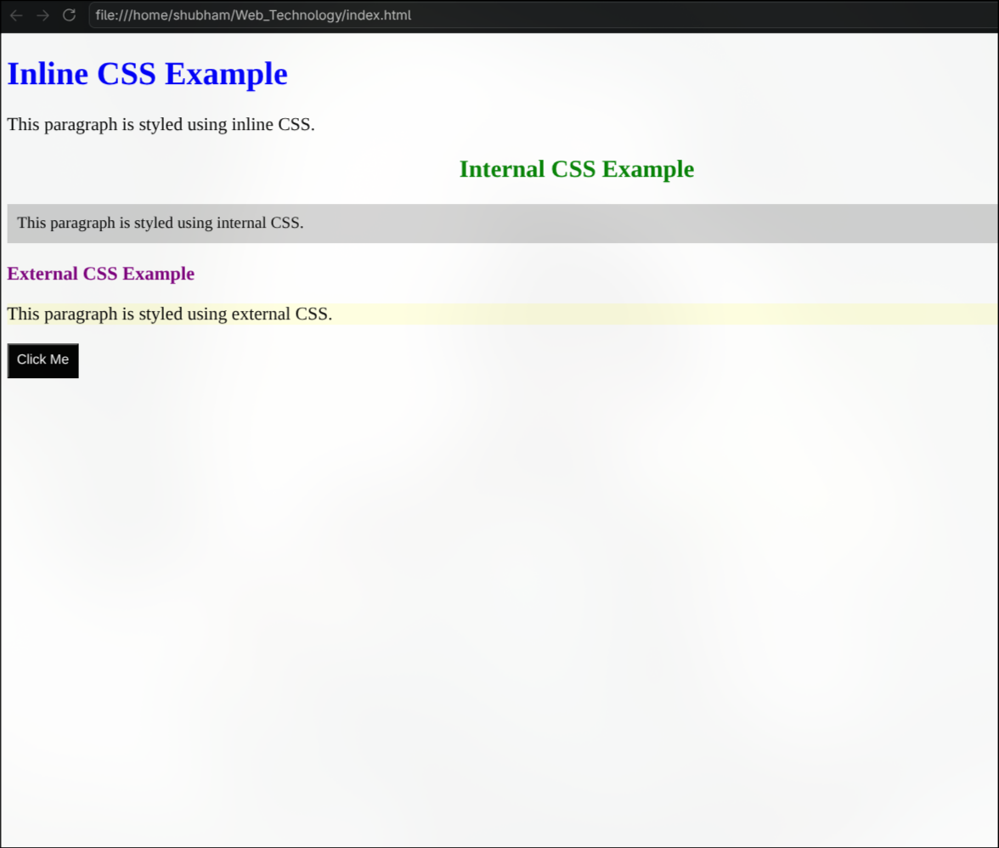 file:///home/shubham/Web_Technology/index.html
Inline CSS Example
This paragraph is styled using inline CSS.
Internal CSS Example
This paragraph is styled using internal CSS.
External CSS Example
This paragraph is styled using external CSS.
Click Me